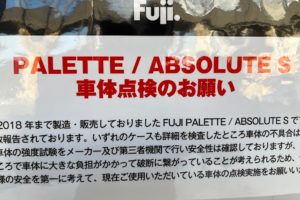 Fuji.
PALETTE / ABSOLUTE S
車体点検のお願い
2018 年まで製造・販売しておりました FUJI PALETTE / ABSOLUTE S で
報告されております。いずれのケースも詳細を検査したところ車体の不具合は
体の強度試験をメーカー及び第三者機関で行い安全性は確認しておりますが、
ころで車体に大きな負担がかかって破断に繋がっていることが考えられるため、
様の安全を第一に考えて、現在ご使用いただいている車体の点検実施をお願いいた